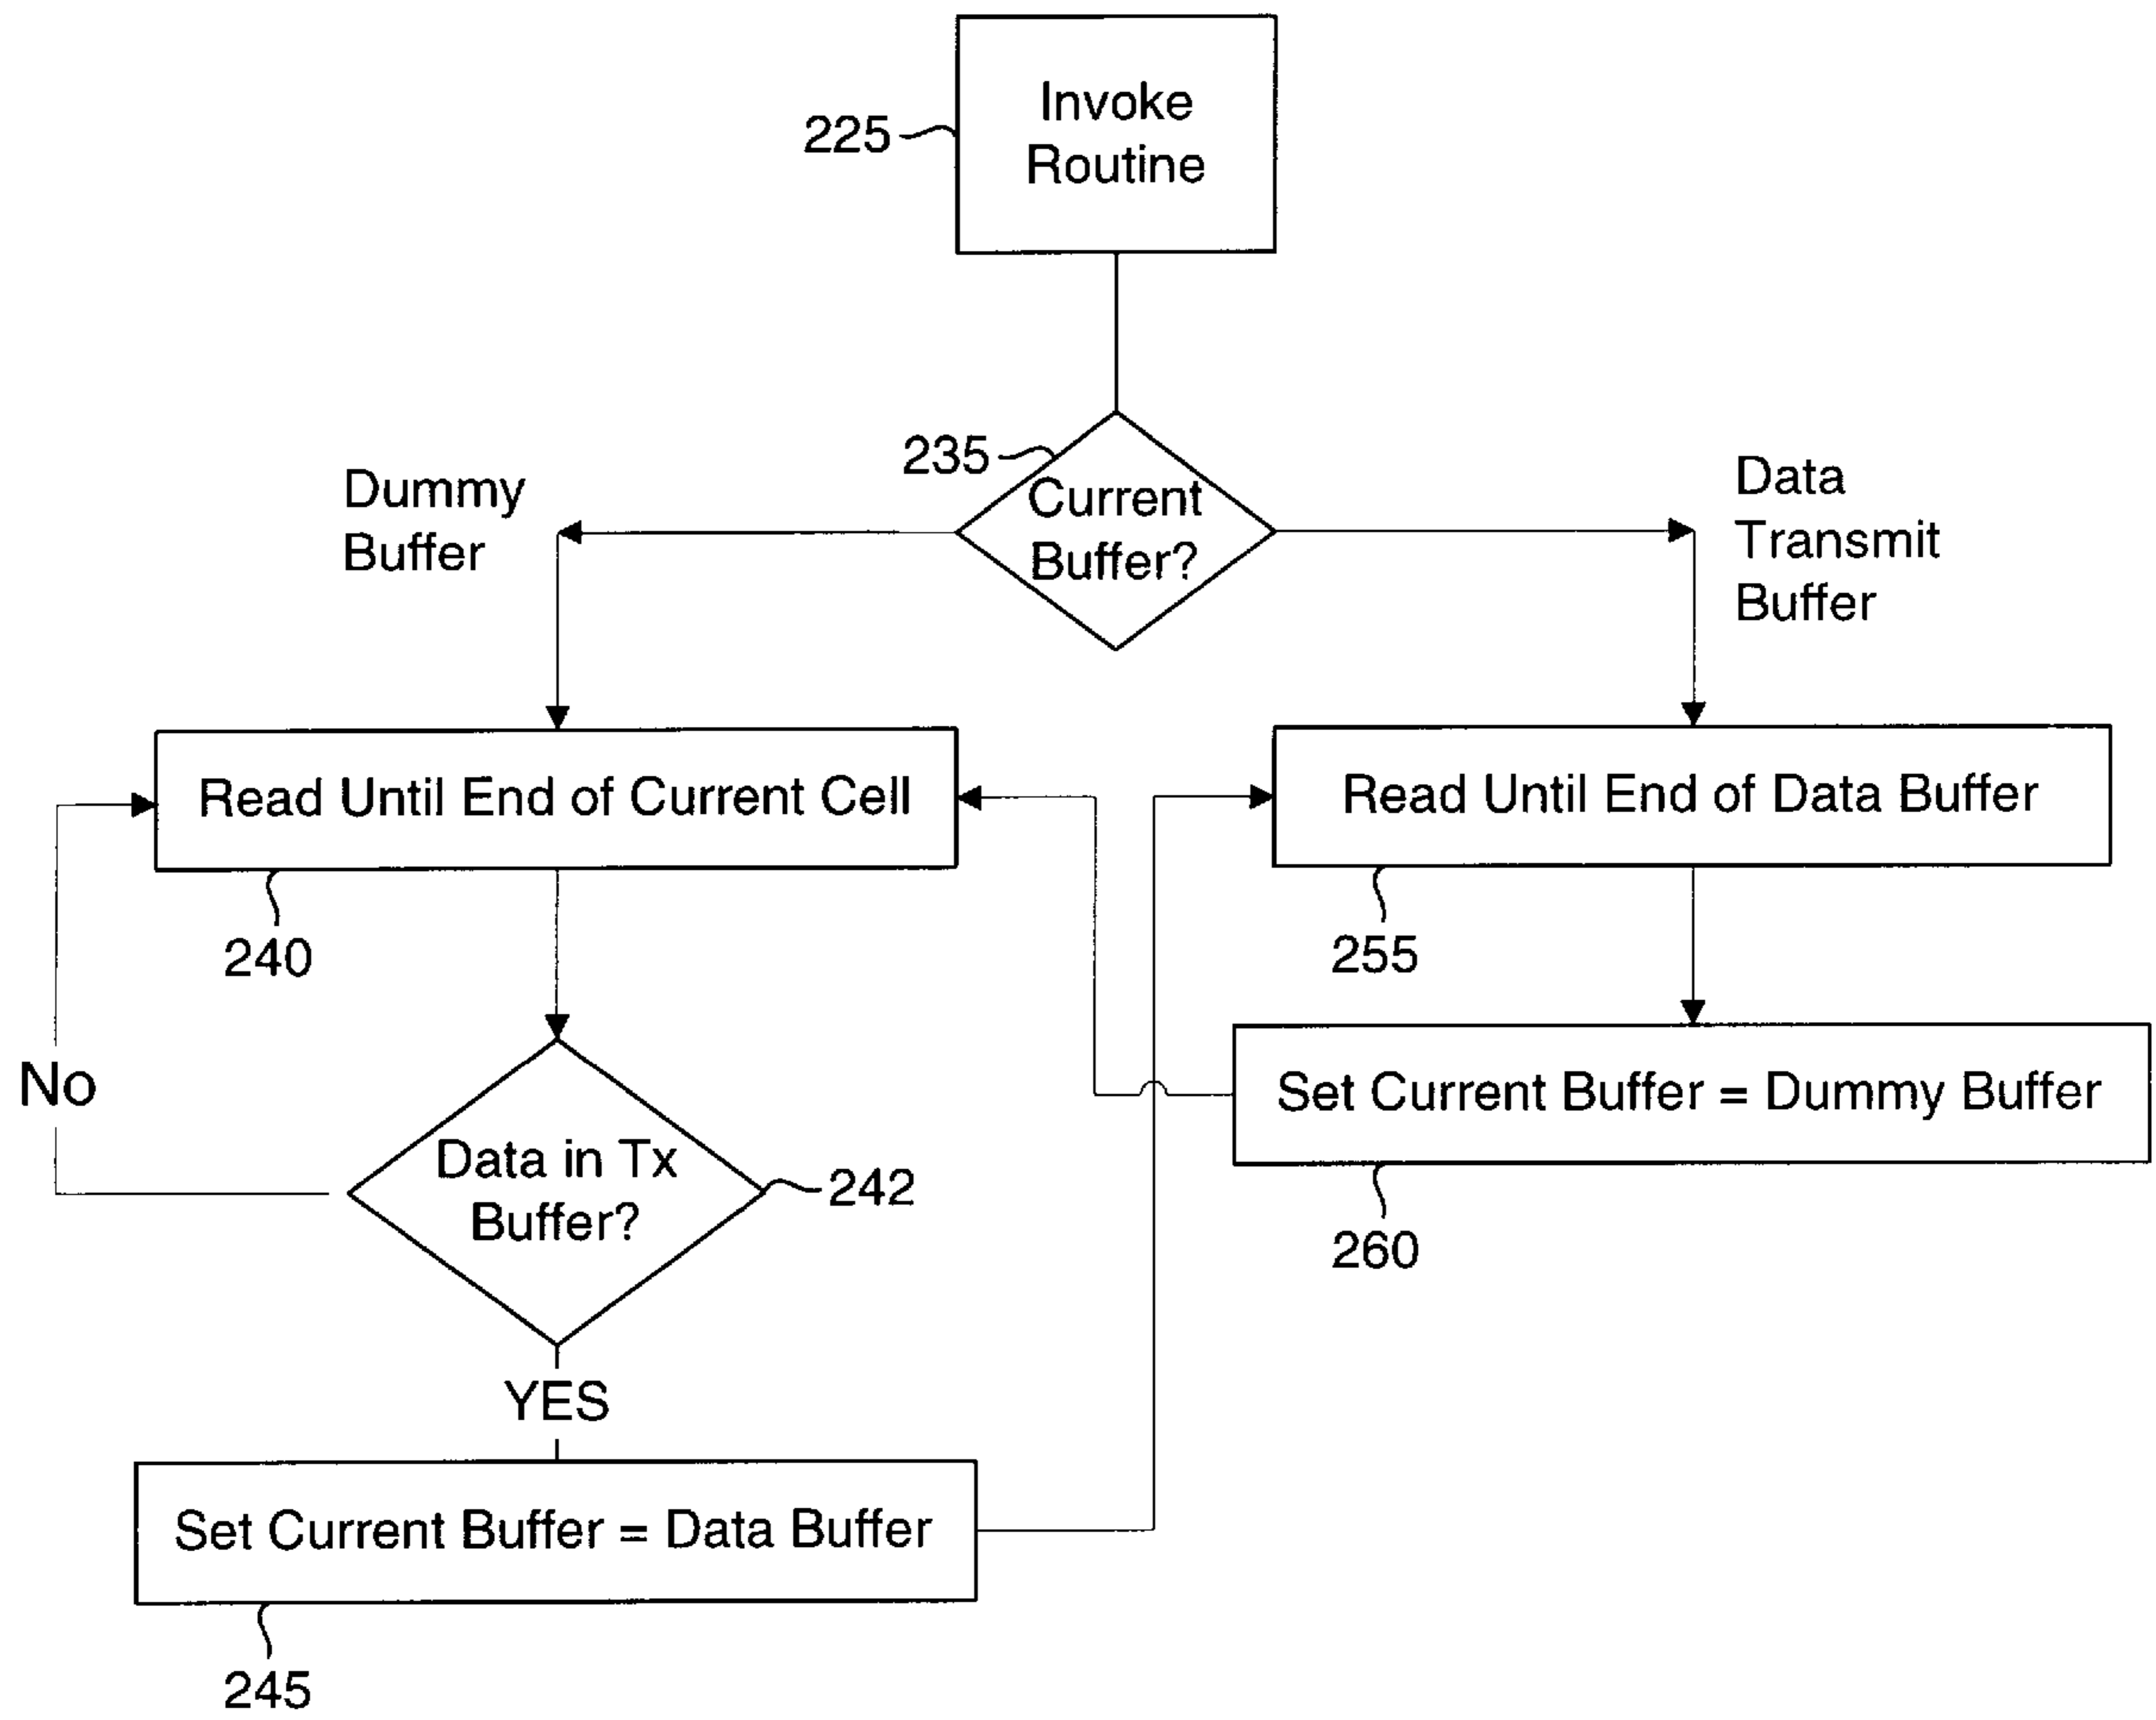 Invoke
Routine
225
235
Current
Buffer?
Dummy
Buffer
Data
Transmit
Buffer
Read Until End of Current Cell
240
Read Until End of Data Buffer
255
No
Data in Tx
Buffer?
242
Set Current Buffer = Dummy Buffer
260
YES
Set Current Buffer = Data Buffer
245